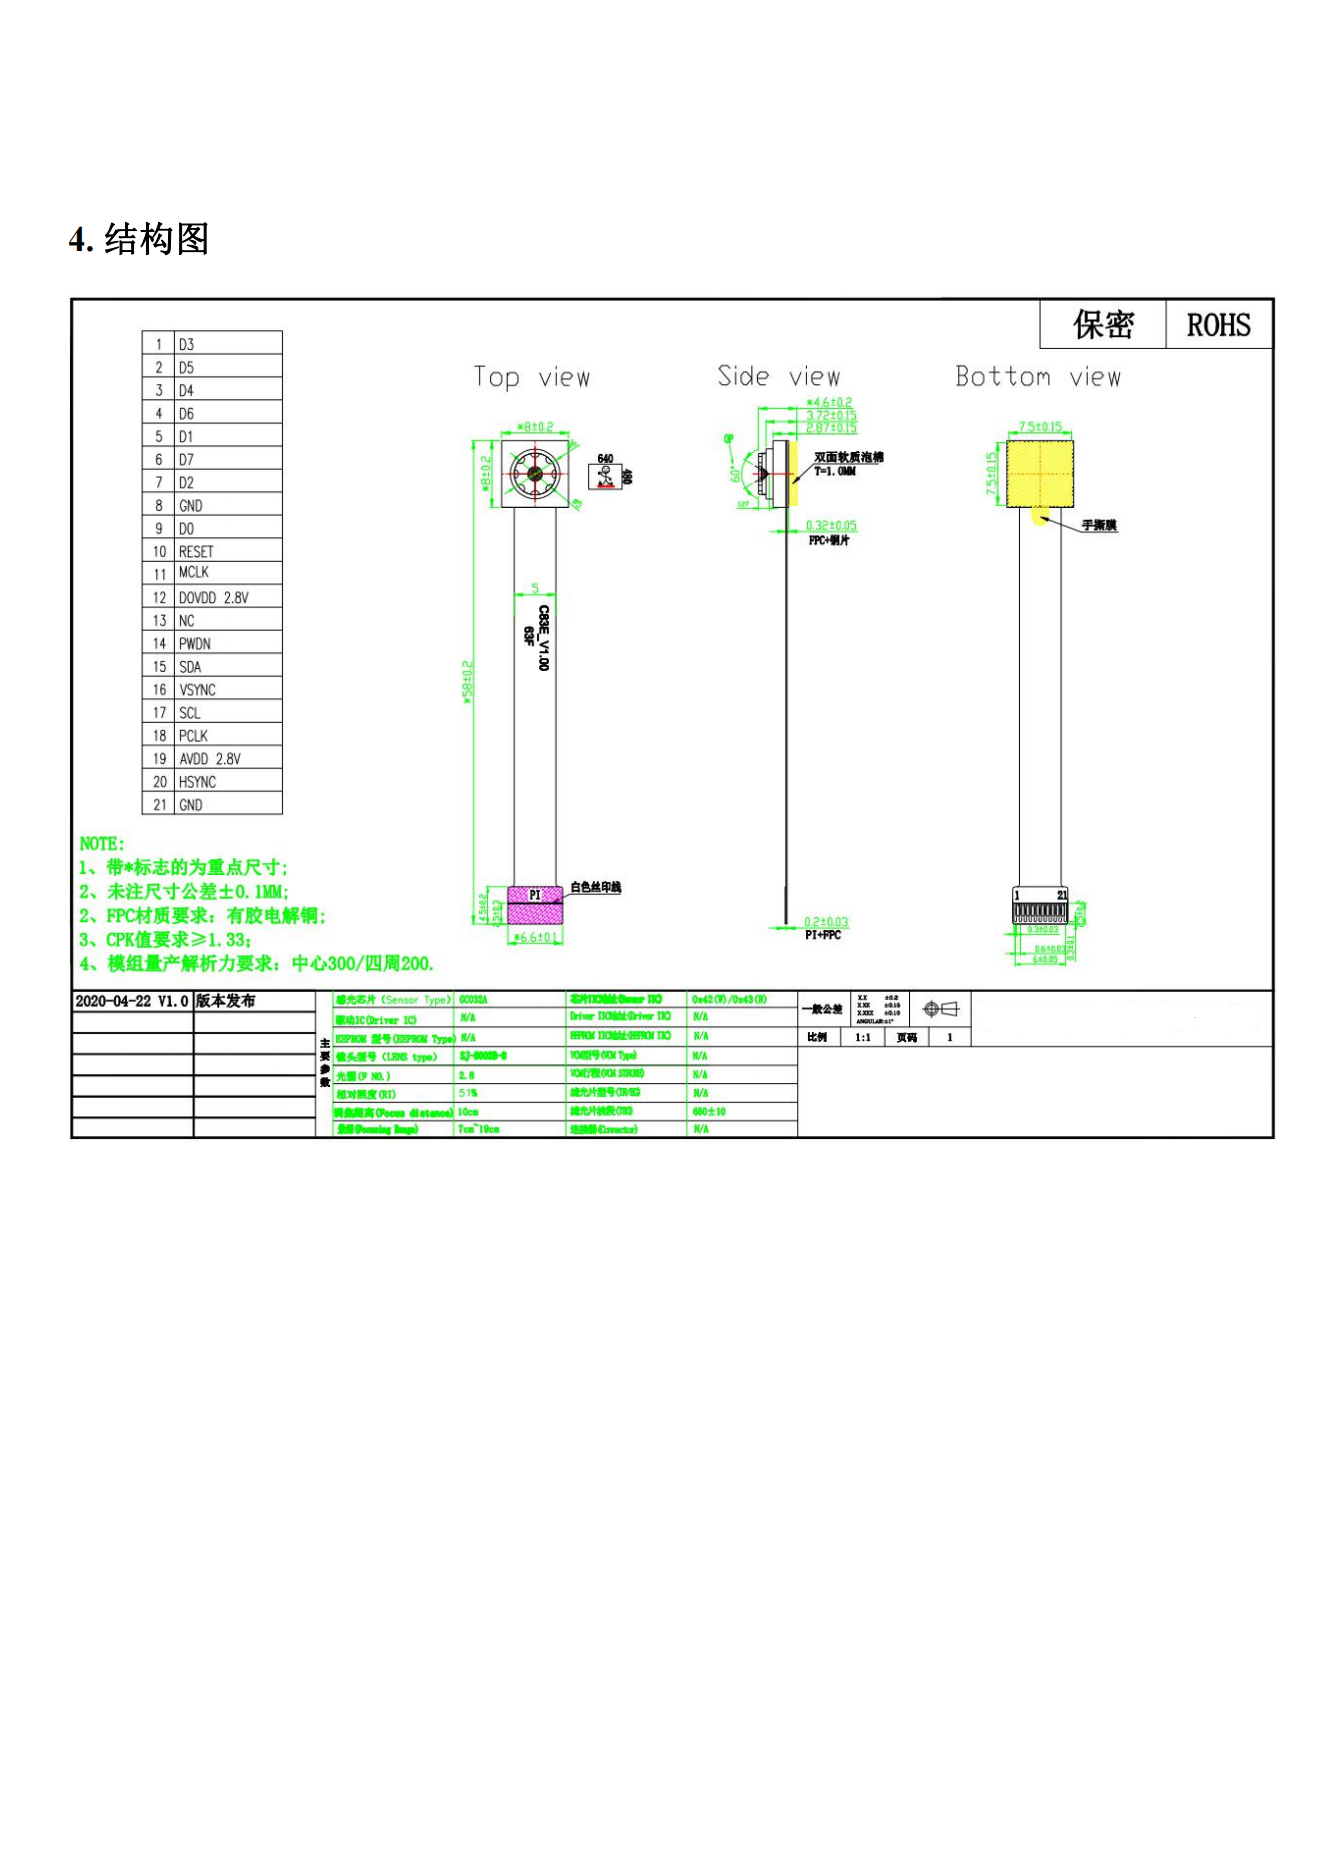 4. 结构图
保密 ROHS
1 D3
2 D5
3 D4
4 D6
5 D1
6 D7
7 D2
8 GND
9 D0
10 RESET
11 MCLK
12 DOVDD 2.8V
13 NC
14 PWDN
15 SDA
16 VSYNC
17 SCL
18 PCLK
19 AVDD 2.8V
20 HSYNC
21 GND
Top view
*8±0.2
*8±0.2
640
480
5
C83E_V1.00
63F
*58±0.2
PI
白色丝印线
4.5±0.2
*6.6±0.1
Side view
*4.6±0.2
3.72±0.15
2.87±0.15
60°
双面软质泡棉
T=1.0MM
0.32±0.05
FPC+钢片
0.2±0.03
PI+FPC
Bottom view
7.5±0.15
7.5±0.15
手撕膜
1 21
0.3±0.03
0.6±0.03
6±0.05
0.3±0.1
NOTE:
1、带*标志的为重点尺寸;
2、未注尺寸公差±0.1MM;
2、FPC材质要求：有胶电解铜;
3、CPK值要求≥1.33;
4、模组量产解析力要求：中心300/四周200.
2020-04-22 V1.0 版本发布
主要参数
感光芯片 (Sensor Type) GC032A 芯片IIC地址(Sensor IIC) 0x42(W)/0x43(R)
驱动IC(Driver IC) N/A Driver IIC地址(Driver IIC) N/A
EEPROM 型号(EEPROM Type) N/A EEPROM IIC地址(EEPROM IIC) N/A
镜头型号 (LENS type) VCM型号(VCM Type) N/A
光圈(F NO.) 2.8 VCM行程(VCM STROKE) N/A
相对照度(RI) 51% 滤光片型号 N/A
调焦距离(Focus distance) 10cm 滤光片波段 650±10
景深(Focusing Range) 7cm~19cm 连接器(Connector) N/A
一般公差
X.X ±0.2
X.XX ±0.15
X.XXX ±0.10
ANGULAR:±1°
比例 1:1 页码 1